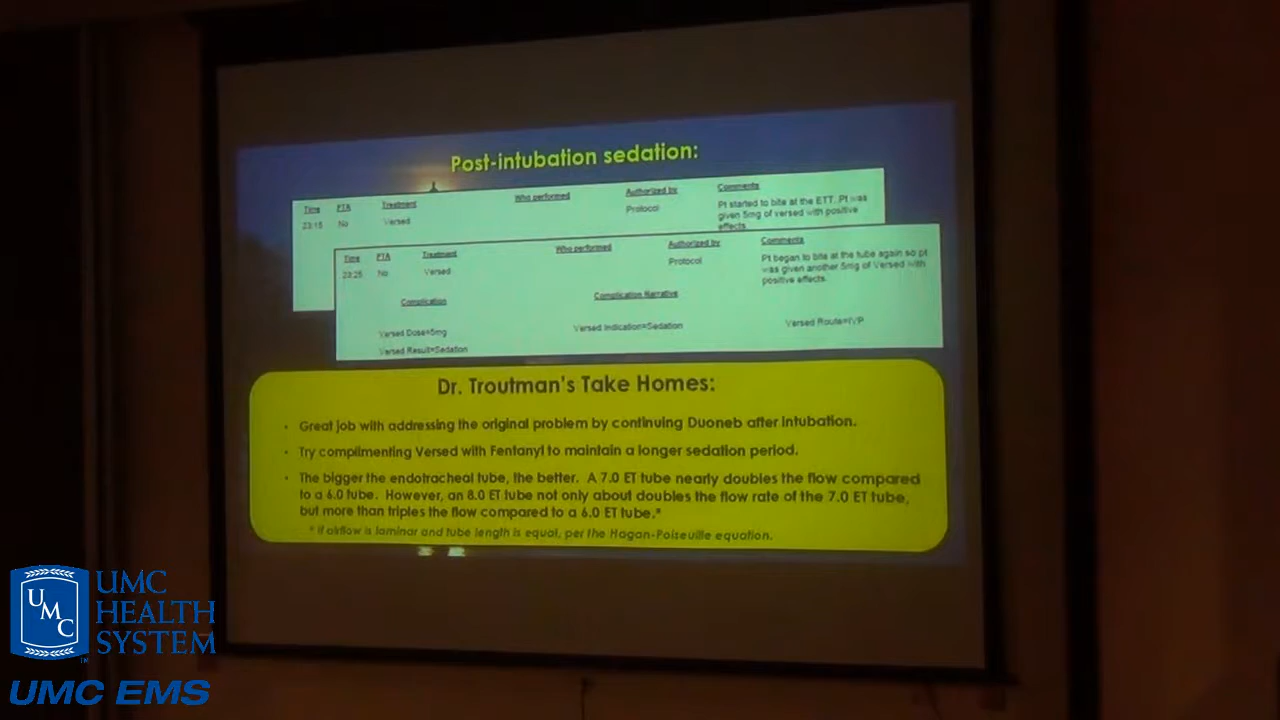 Post-intubation sedation:
Time PTA Treatment Who performed Authorized by Comments
23:15 No Versed Protocol Pt started to bite at the ETT. Pt was
given 5mg of versed with positive
effects
Time PTA Treatment Who performed Authorized by Comments
23:25 No Versed Protocol Pt began to bite at the tube again so pt
was given another 5mg of Versed with
positive effects.
Complication Complication Narrative
Versed Dose=5mg Versed Indication=Sedation Versed Route=IVP
Versed Result=Sedation
Dr. Troutman's Take Homes:
• Great job with addressing the original problem by continuing Duoneb after intubation.
• Try complimenting Versed with Fentanyl to maintain a longer sedation period.
• The bigger the endotracheal tube, the better. A 7.0 ET tube nearly doubles the flow compared
to a 6.0 tube. However, an 8.0 ET tube not only about doubles the flow rate of the 7.0 ET tube,
but more than triples the flow compared to a 6.0 ET tube.*
* If airflow is laminar and tube length is equal, per the Hagan-Poiseuille equation.
UMC
UMC
HEALTH
SYSTEM
UMC EMS